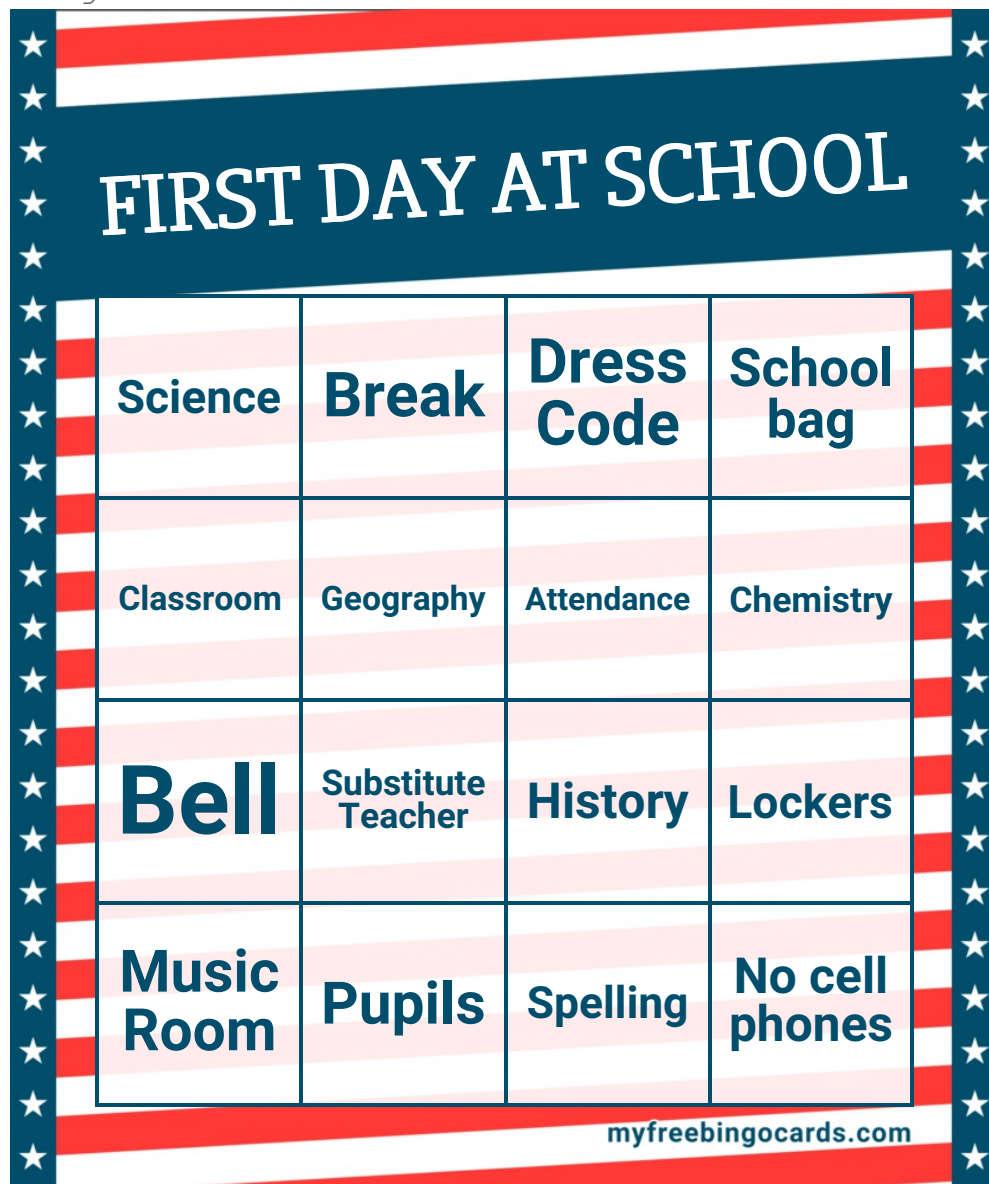 FIRST DAY AT SCHOOL
Science
Break
Dress
Code
School
bag
Classroom
Geography
Attendance
Chemistry
Bell
Substitute
Teacher
History
Lockers
Music
Room
Pupils
Spelling
No cell
phones
myfreebingocards.com